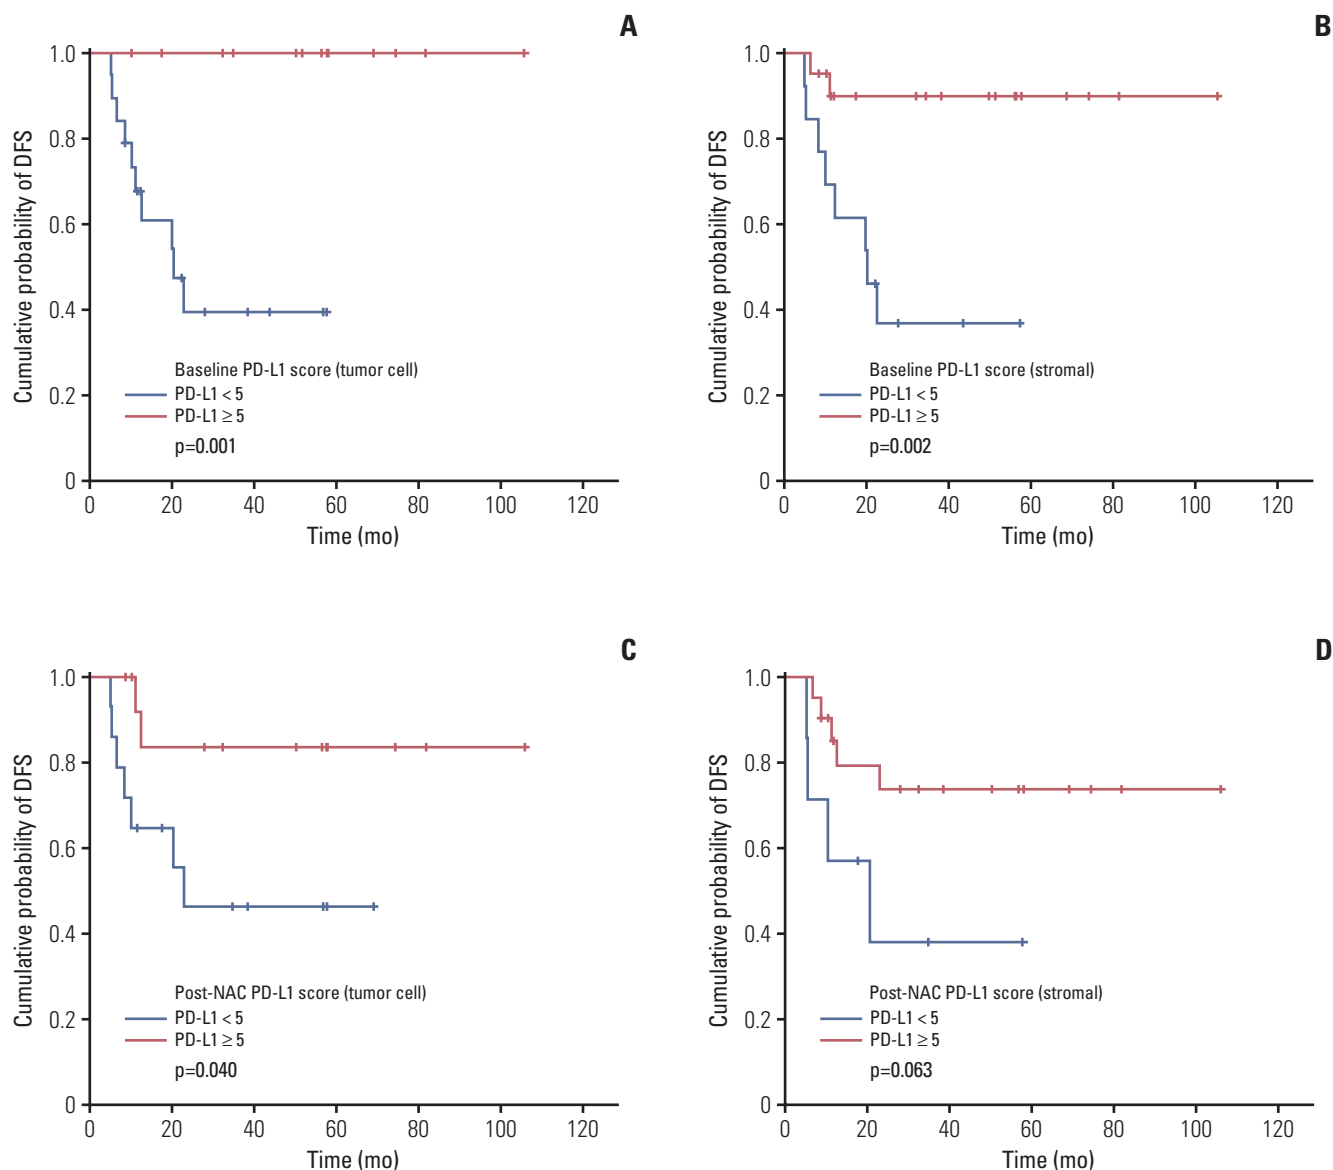 A
Cumulative probability of DFS
1.0
0.8
0.6
0.4
0.2
0
Baseline PD-L1 score (tumor cell)
PD-L1 < 5
PD-L1 ≥ 5
p=0.001
0 20 40 60 80 100 120
Time (mo)
B
Cumulative probability of DFS
1.0
0.8
0.6
0.4
0.2
0
Baseline PD-L1 score (stromal)
PD-L1 < 5
PD-L1 ≥ 5
p=0.002
0 20 40 60 80 100 120
Time (mo)
C
Cumulative probability of DFS
1.0
0.8
0.6
0.4
0.2
0
Post-NAC PD-L1 score (tumor cell)
PD-L1 < 5
PD-L1 ≥ 5
p=0.040
0 20 40 60 80 100 120
Time (mo)
D
Cumulative probability of DFS
1.0
0.8
0.6
0.4
0.2
0
Post-NAC PD-L1 score (stromal)
PD-L1 < 5
PD-L1 ≥ 5
p=0.063
0 20 40 60 80 100 120
Time (mo)